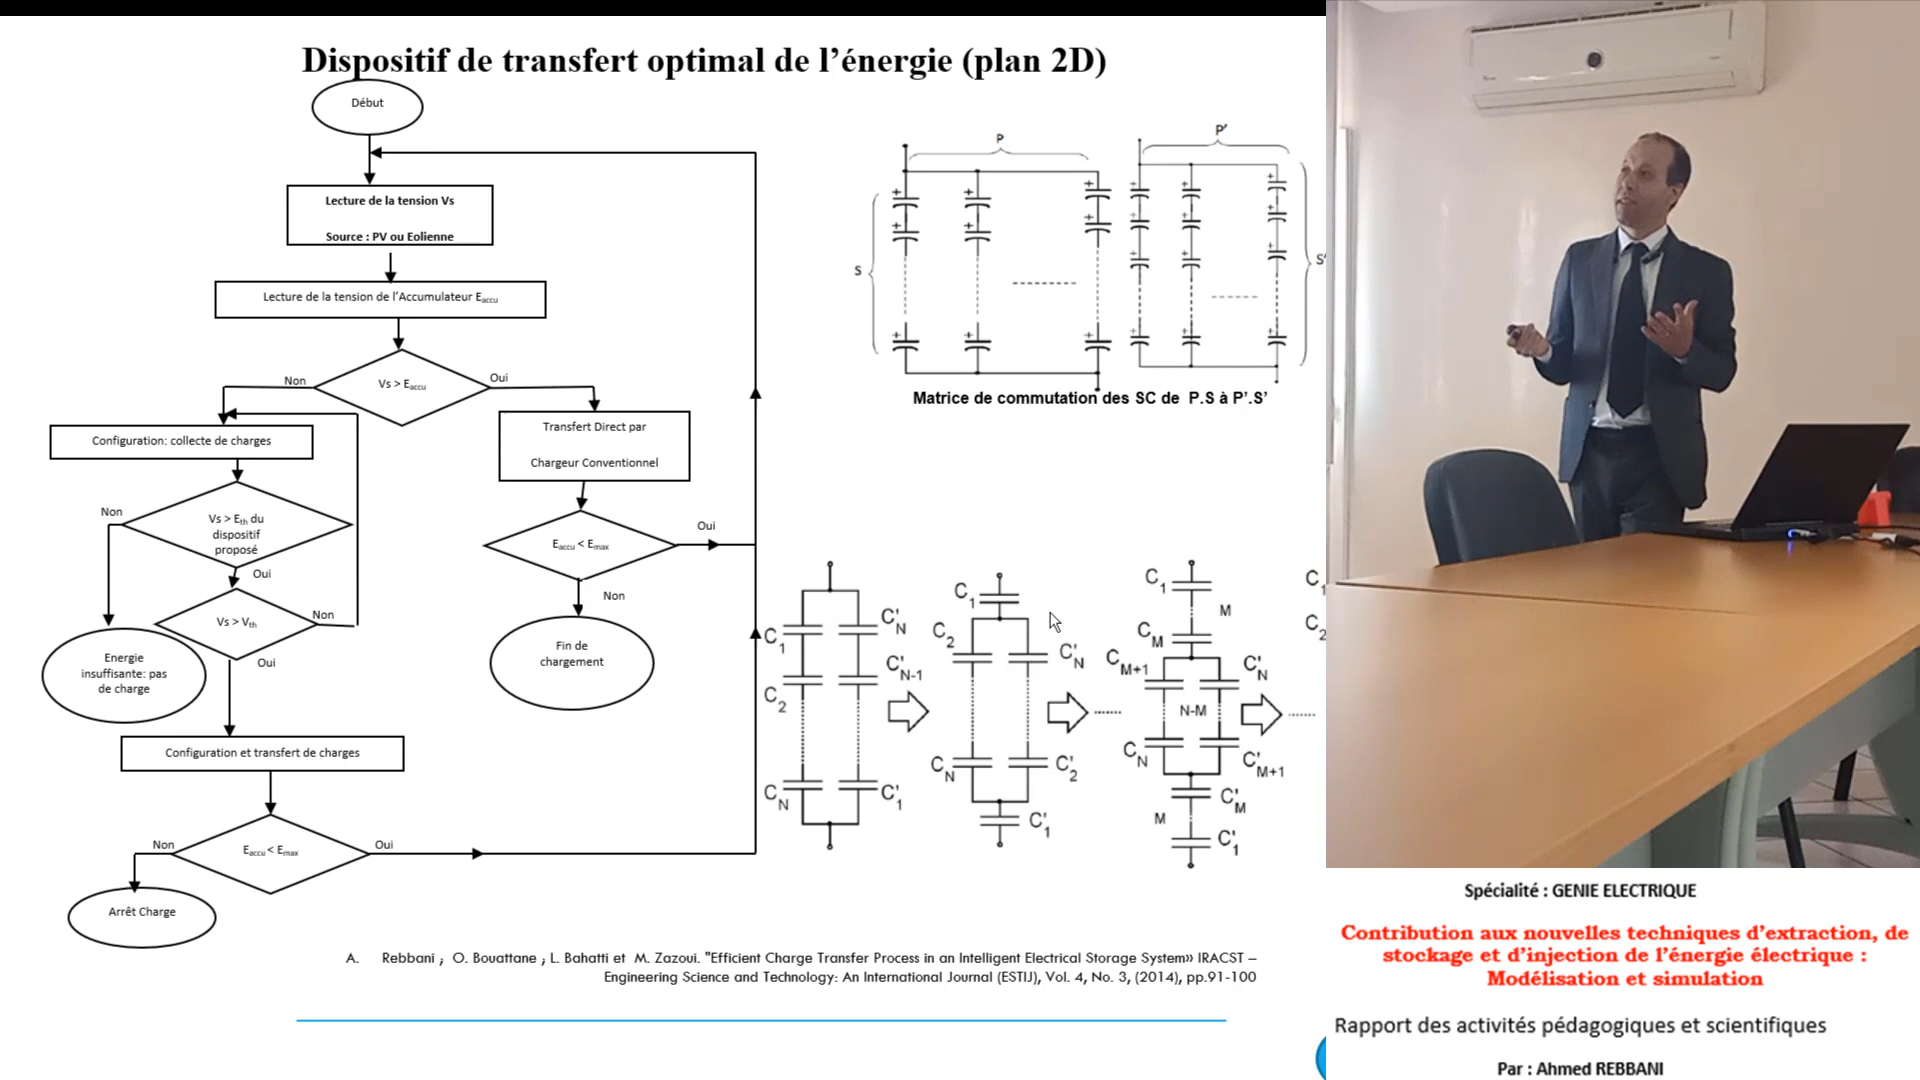 Dispositif de transfert optimal de l’énergie (plan 2D)
Début
Lecture de la tension Vs
Source : PV ou Eolienne
Lecture de la tension de l’Accumulateur Eaccu
Vs > Eaccu
Non
Oui
Configuration: collecte de charges
Transfert Direct par
Chargeur Conventionnel
Non
Vs > Eth du
dispositif
proposé
Oui
Eaccu < Emax
Oui
Non
Vs > Vth
Non
Oui
Energie
insuffisante: pas
de charge
Fin de
chargement
Configuration et transfert de charges
Non
Eaccu < Emax
Oui
Arrêt Charge
P
P’
S
S’
Matrice de commutation des SC de P.S à P’.S’
C1
C2
CN
C'N
C'N-1
C'1
C1
C2
CN
C'N
C'2
C'1
C1
M
CM
CM+1
C'N
N-M
CN
C'M+1
C'M
M
C'1
C1
C2
A. Rebbani ; O. Bouattane ; L. Bahatti et M. Zazoui. "Efficient Charge Transfer Process in an Intelligent Electrical Storage System» IRACST –
Engineering Science and Technology: An International Journal (ESTIJ), Vol. 4, No. 3, (2014), pp.91-100
Spécialité : GENIE ELECTRIQUE
Contribution aux nouvelles techniques d’extraction, de
stockage et d’injection de l’énergie électrique :
Modélisation et simulation
Rapport des activités pédagogiques et scientifiques
Par : Ahmed REBBANI